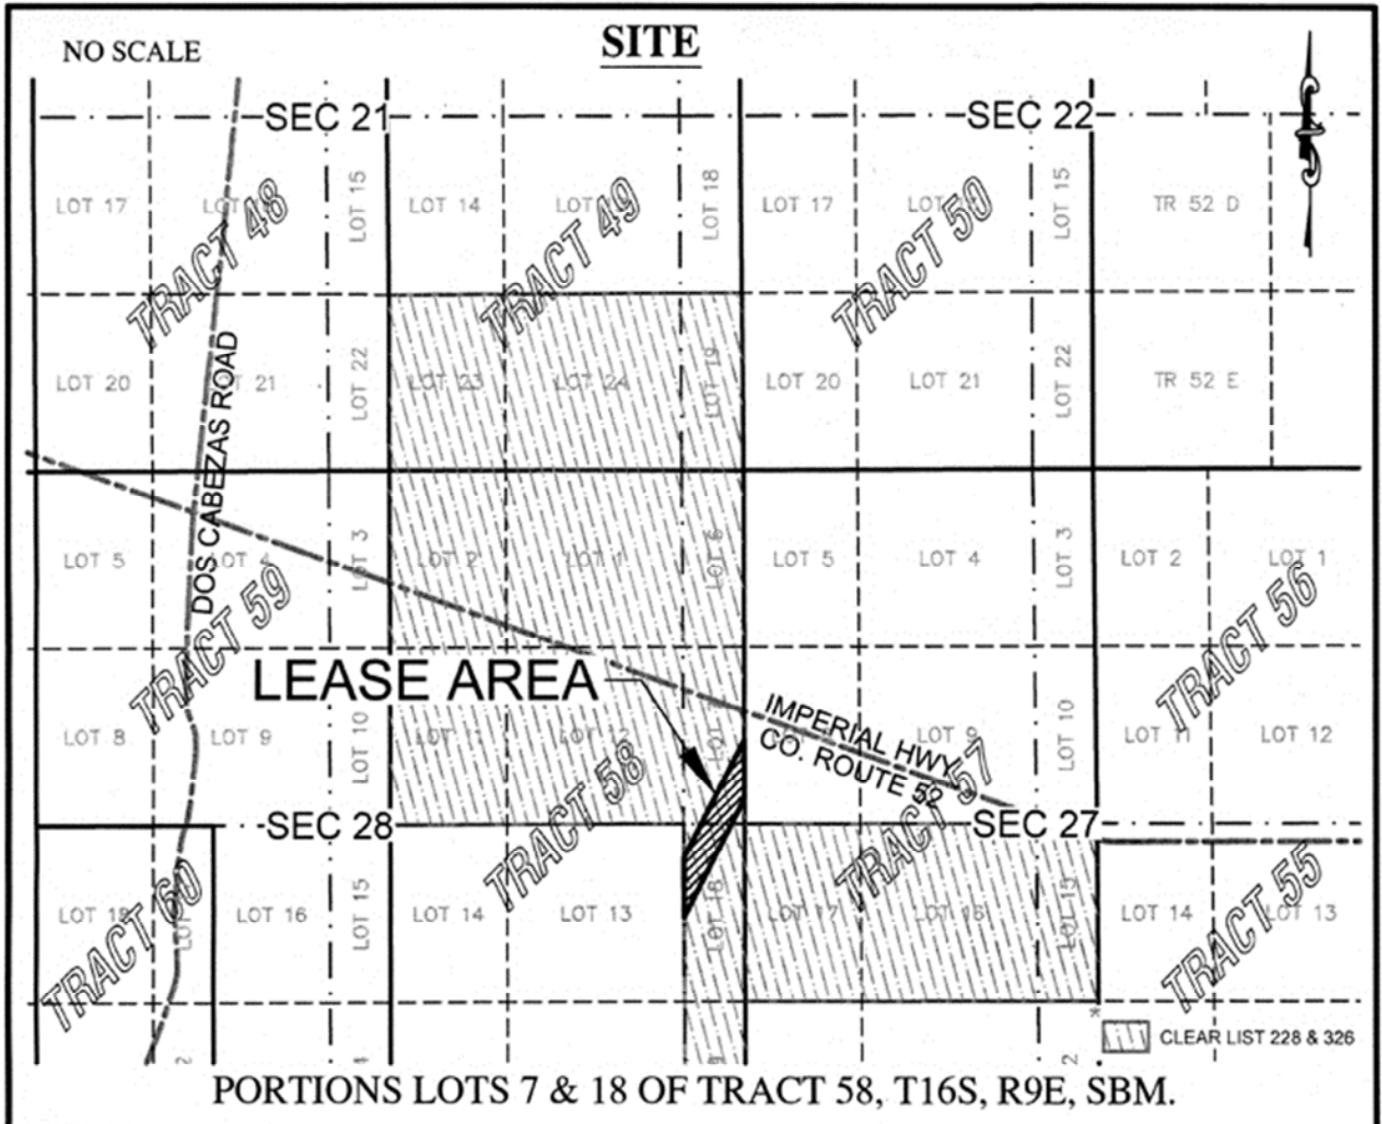 SITE
NO SCALE
SEC 21
SEC 22
LOT 17
LOT 15
LOT 14
LOT 18
LOT 17
LOT 15
TR 52 D
TRACT 48
TRACT 49
TRACT 50
LOT 20
21
LOT 22
LOT 23
LOT 24
LOT 19
LOT 20
LOT 21
LOT 22
TR 52 E
DOS CABEZAS ROAD
LOT 5
LOT 4
LOT 3
LOT 2
LOT 1
LOT 6
LOT 5
LOT 4
LOT 3
LOT 2
LOT 1
TRACT 59
TRACT 56
LEASE AREA
IMPERIAL HWY
CO. ROUTE 52
LOT 8
LOT 9
LOT 10
LOT 11
LOT 12
LOT
LOT 9
LOT 10
LOT 11
LOT 12
TRACT 58
TRACT 57
SEC 28
SEC 27
TRACT 60
TRACT 55
LOT 16
LOT 15
LOT 14
LOT 13
LOT 18
LOT 17
LOT 16
LOT 15
LOT 14
LOT 13
CLEAR LIST 228 & 326
PORTIONS LOTS 7 & 18 OF TRACT 58, T16S, R9E, SBM.